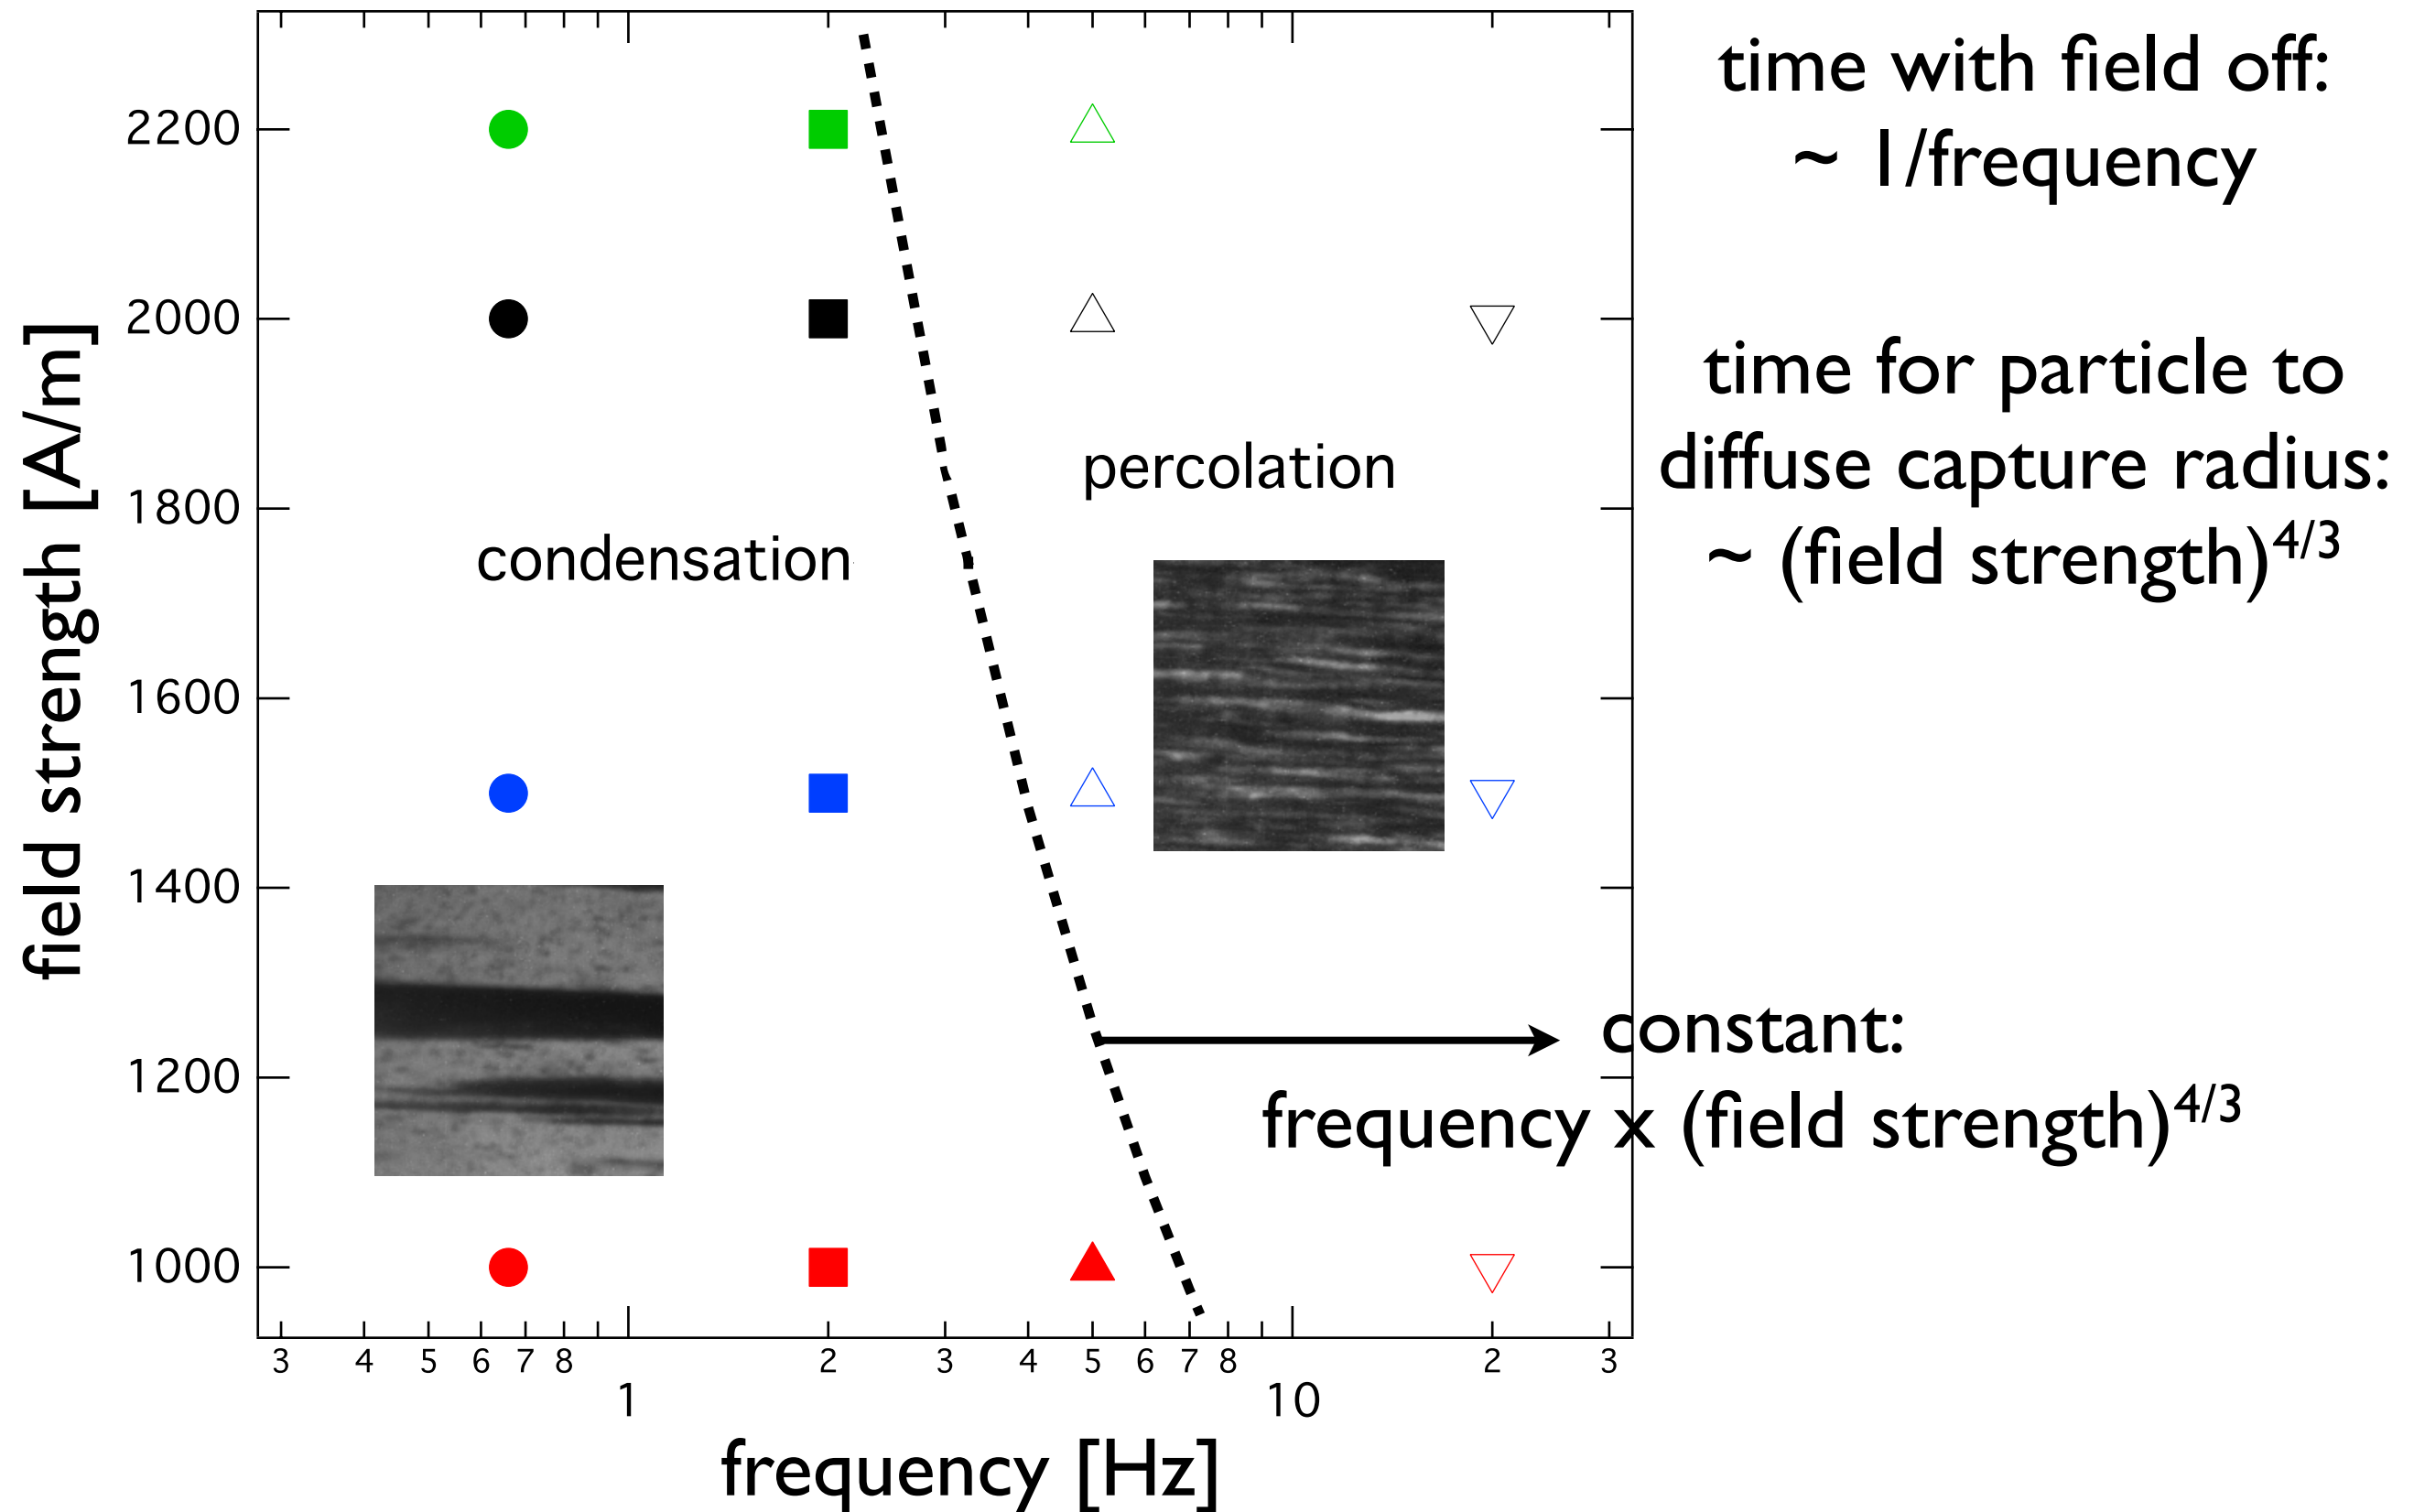 time with field off:
~ 1/frequency
time for particle to
diffuse capture radius:
~ (field strength)4/3
field strength [A/m]
2200
2000
1800
1600
1400
1200
1000
condensation
percolation
constant:
frequency x (field strength)4/3
3 4 5 6 7 8 2 3 4 5 6 7 8 2 3
1 10
frequency [Hz]